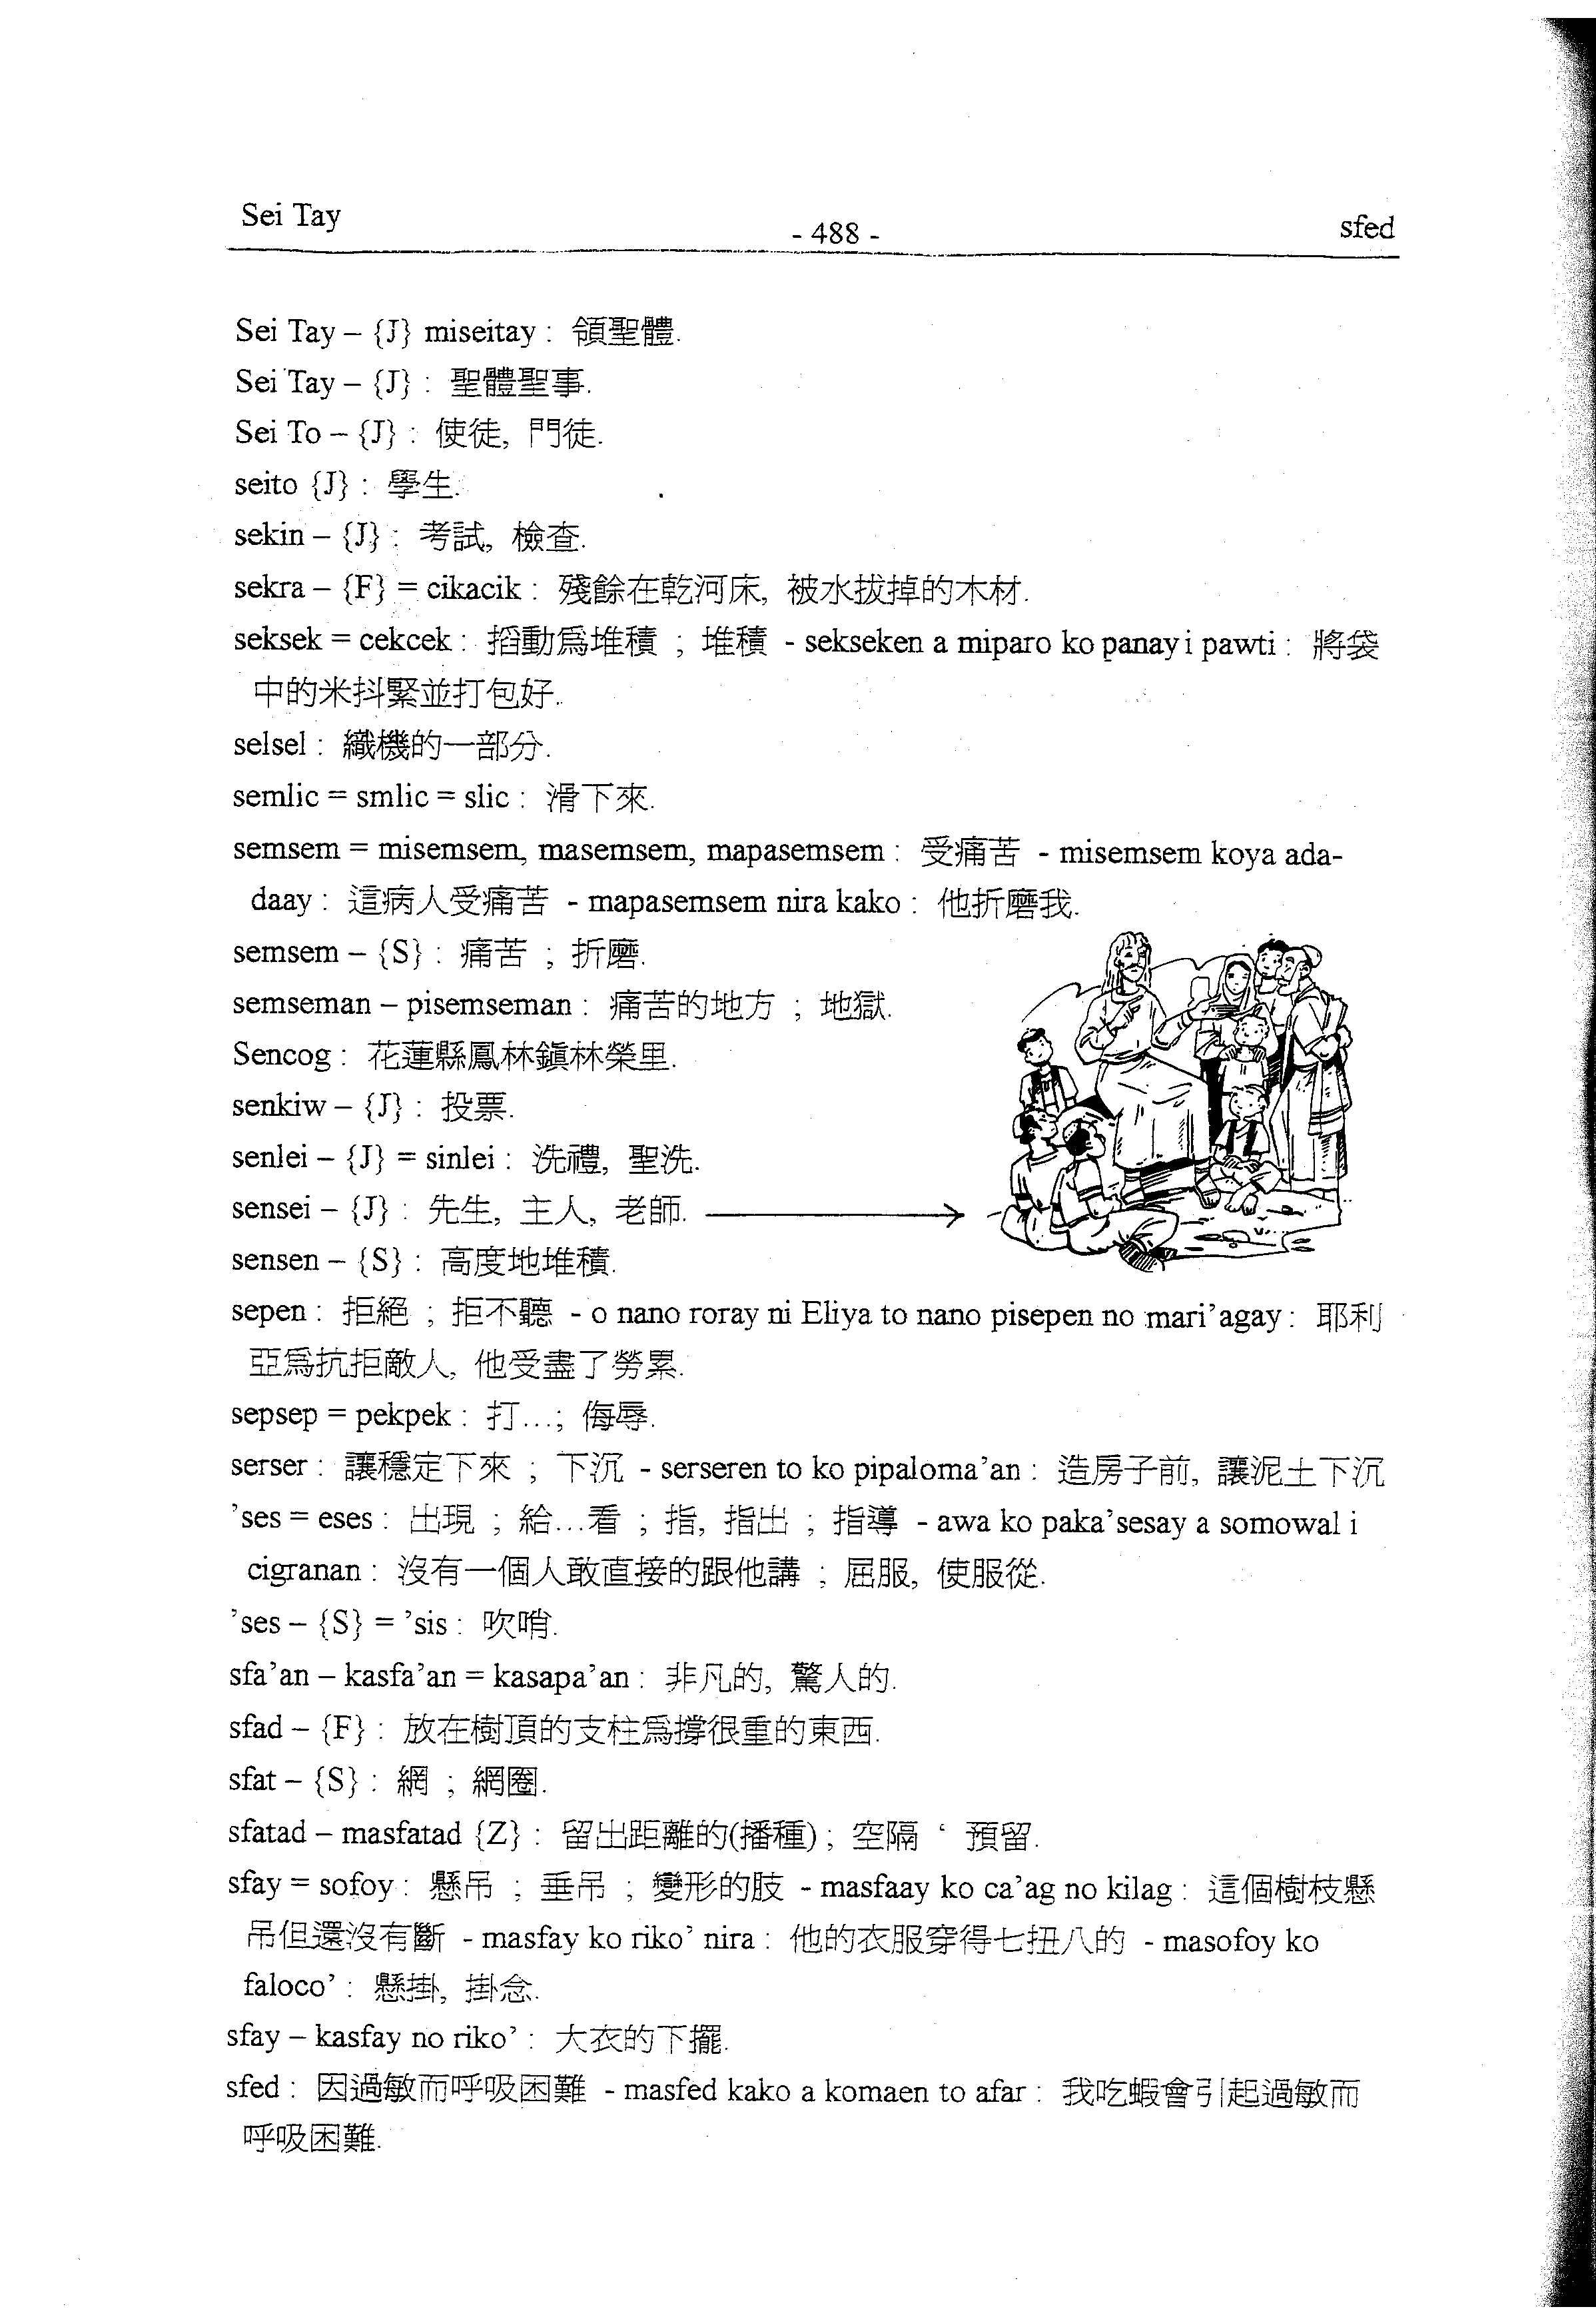 Sei Tay
- 488 -
sfed
Sei Tay – {J} miseitay : 領聖體.
Sei Tay – {J} : 聖體聖事.
Sei To – {J} : 使徒, 門徒.
seito {J} : 學生.
sekin – {J} : 考試, 檢查.
sekra – {F} = cikacik : 殘餘在乾河床, 被水拔掉的木材.
seksek = cekcek : 搯動爲堆積 ; 堆積 - sekseken a miparo ko panay i pawti : 將袋
中的米抖緊並打包好.
selsel : 織機的一部分.
semlic = smlic = slic : 滑下來.
semsem = misemsem, masemsem, mapasemsem : 受痛苦 - misemsem koya ada-
daay : 這病人受痛苦 - mapasemsem nira kako : 他折磨我.
semsem – {S} : 痛苦 ; 折磨.
semseman – pisemseman : 痛苦的地方 ; 地獄.
Sencog : 花蓮縣鳳林鎭林榮里.
senkiw – {J} : 投票.
senlei – {J} = sinlei : 洗禮, 聖洗.
sensei – {J} : 先生, 主人, 老師.
sensen – {S} : 高度地堆積.
sepen : 拒絕 ; 拒不聽 - o nano roray ni Eliya to nano pisepen no mari’agay : 耶利
亞爲抗拒敵人, 他受盡了勞累.
sepsep = pekpek : 打...; 侮辱.
serser : 讓穩定下來 ; 下沉 - serseren to ko pipaloma’an : 造房子前, 讓泥土下沉
’ses = eses : 出現 ; 給...看 ; 指, 指出 ; 指導 - awa ko paka’sesay a somowal i
cigranan : 沒有一個人敢直接的跟他講 ; 屈服, 使服從.
’ses – {S} = ’sis : 吹哨.
sfa’an – kasfa’an = kasapa’an : 非凡的, 驚人的.
sfad – {F} : 放在樹頂的支柱爲撐很重的東西.
sfat – {S} : 網 ; 網圈.
sfatad – masfatad {Z} : 留出距離的(播種) ; 空隔 ‘ 預留.
sfay = sofoy : 懸吊 ; 垂吊 ; 變形的肢 - masfaay ko ca’ag no kilag : 這個樹枝懸
吊但還沒有斷 - masfay ko riko’ nira : 他的衣服穿得七扭八的 - masofoy ko
faloco’ : 懸掛, 掛念.
sfay – kasfay no riko’ : 大衣的下擺.
sfed : 因過敏而呼吸困難 - masfed kako a komaen to afar : 我吃蝦會引起過敏而
呼吸困難.